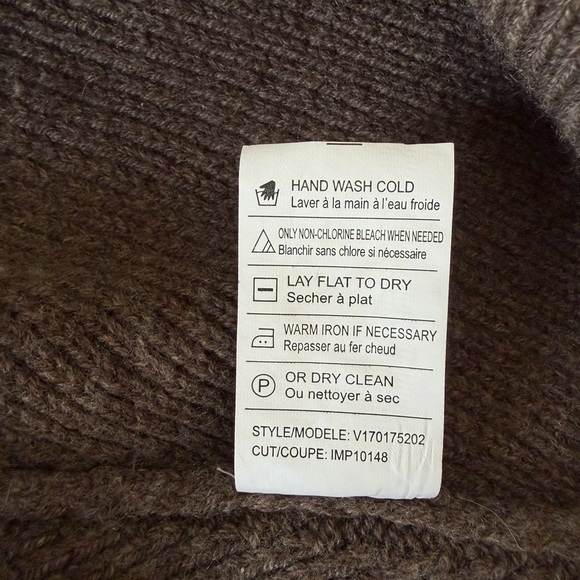 HAND WASH COLD
Laver à la main à l'eau froide
ONLY NON-CHLORINE BLEACH WHEN NEEDED
Blanchir sans chlore si nécessaire
LAY FLAT TO DRY
Secher à plat
WARM IRON IF NECESSARY
Repasser au fer cheud
P
OR DRY CLEAN
Ou nettoyer à sec
STYLE/MODELE: V170175202
CUT/COUPE: IMP10148